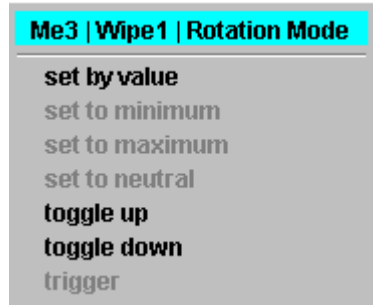 Me3 | Wipe1 | Rotation Mode
set by value
set to minimum
set to maximum
set to neutral
toggle up
toggle down
trigger